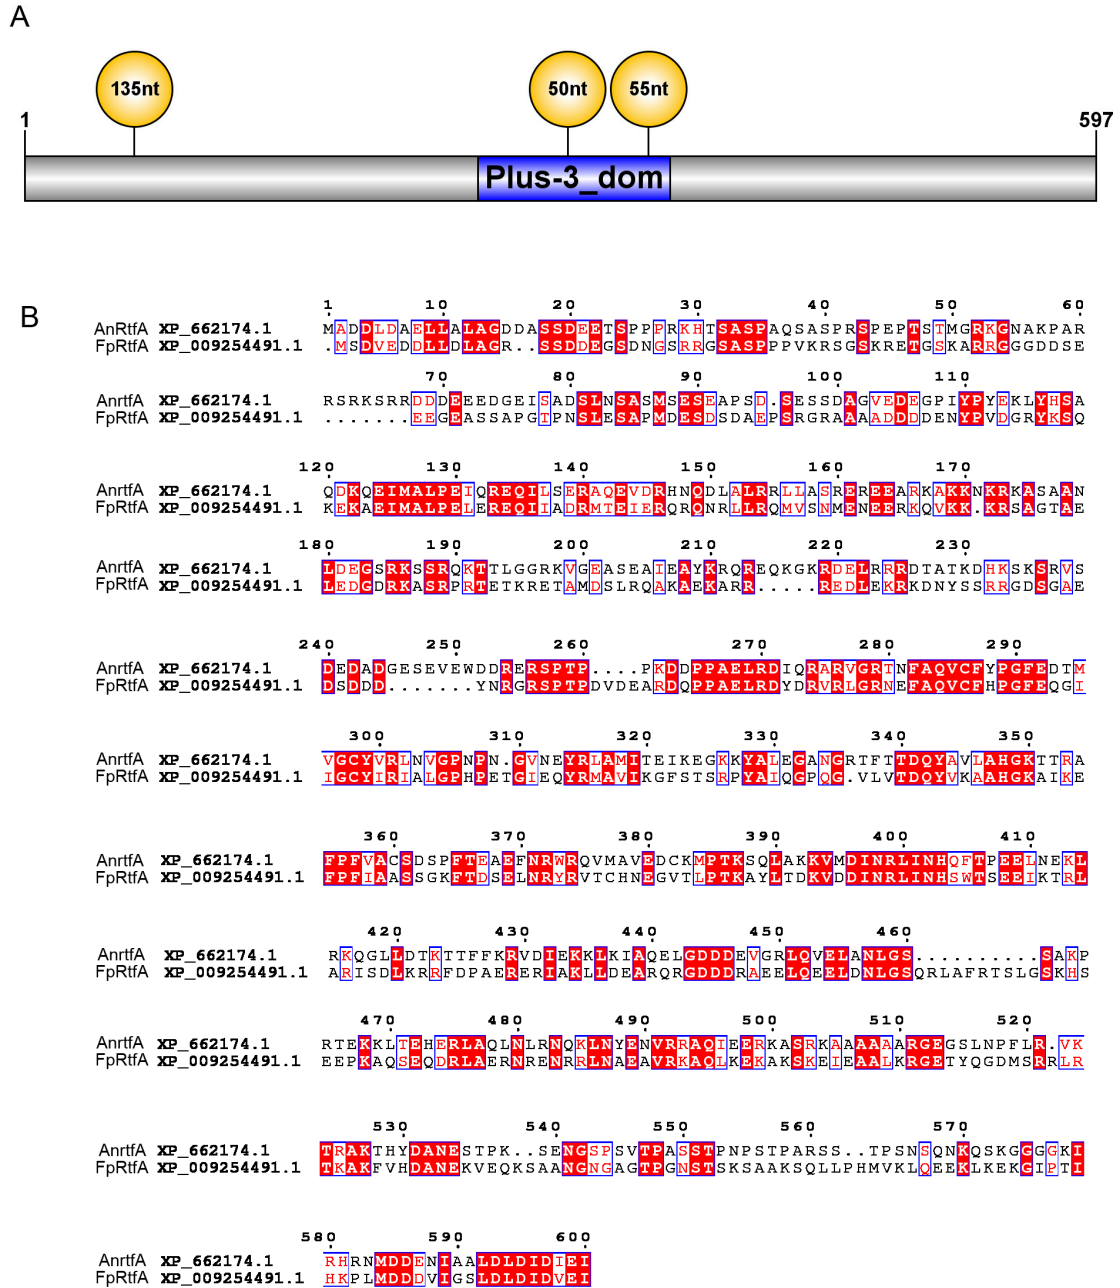 A
135nt 50nt 55nt
1 597
Plus-3_dom
B
1 10 20 30 40 50 60
AnRtfA XP_662174.1 MADDLDAELLALAGDDASSDEETSPPPRKHTSASPAQSASPRSPEPTSTMGRKGNAKPAR
FpRtfA XP_009254491.1 .MSDVEDDLLDLAGR..SSDDEGSDNGSRRGSASPPPVKRSGSKRETGSKARRGGGDDSE
70 80 90 100 110
AnrtfA XP_662174.1 RSRKSRRDDDEEEDGEISADSLNSASMSESEAPSD.SESSDAGVEDEGPIYPYEKLYHSA
FpRtfA XP_009254491.1 .......EEGEASSAPGTPNSLESAPMDESDSDAEPSRGRAAAADDDDENYPVDGRYKSQ
120 130 140 150 160 170
AnrtfA XP_662174.1 QDKQEIMALPEIQREQILSERAQEVDRHNQDLALRRLLASREREEARKAKKNKRKASAAN
FpRtfA XP_009254491.1 KEKAEIMALPELEREQIIADRMTEIERQRQNRLLRQMVSNMENEERKQVKK.KRSAGTAE
180 190 200 210 220 230
AnrtfA XP_662174.1 LDEGSRKSSRQKTTLGGRKVGEASEAIEAYKRQREQKGKRDELRRRDTATKDHKSKSRVS
FpRtfA XP_009254491.1 LEDGDRKASRPRTETKRETAMDSLRQAKAEKARR.....REDLEKRRKDNYSSRRGDSGAE
240 250 260 270 280 290
AnrtfA XP_662174.1 DEDADGESEVEWDDRERSPTP....PKDDPPAELRDIQRARVGRTNFAQVCFYPGFEDTM
FpRtfA XP_009254491.1 DSDDD.......YNRGRSPTPDVDEARDQPPAELRDYDRVRLGRNEFAQVCFHPGFEQGI
300 310 320 330 340 350
AnrtfA XP_662174.1 VGCYVRLNVGPNPN.GVNEYRLAMITEIKEGKKYALEGANGRTFTTDQYAVLAHGKTTRA
FpRtfA XP_009254491.1 IGCYIRIALGPHPETGIEQYRMAVIKGFSTSRPYAIQGPQG.VLVTDQYVKAAHGKAIKE
360 370 380 390 400 410
AnrtfA XP_662174.1 FPFVACSDSPFTEAEFNRWRQVMAVEDCKMPTKSQLAKKVMDINRLINHQFTPEELNEKL
FpRtfA XP_009254491.1 FPFIAASSGKFTDSELNRYRVTCHNEGVTLPTKAYLTDKVDDINRLINHSWTSEEIKTRL
420 430 440 450 460
AnrtfA XP_662174.1 RKQGLLDTKTTFFKRVDIEKKLKIAQELGDDDEVGRLQVELANLGS..........SAKP
FpRtfA XP_009254491.1 ARISDLKRRFDPAERERIAKLLDEARQRGDDDRAEELQEELDNLGSQRLAFRTSLGSKHS
470 480 490 500 510 520
AnrtfA XP_662174.1 RTEKKLTEHERLAQLNLRNQKLNYENVRRAQIEERKASRKAAAAAARGEGSLNPFLR.VK
FpRtfA XP_009254491.1 EEPKAQSEQDRLAERNRENRRLNAEAVRKAQLKEKAKSKEIEAALKRGETYQGDMSRRLR
530 540 550 560 570
AnrtfA XP_662174.1 TRAKTHYDANESTPK..SENGSPSVTPASSTPNPSTPARSS..TPSNSQNKQSKGGGGKI
FpRtfA XP_009254491.1 TKAKFVHDANEKVEQKSAANGNGAGTPGNSTSKSAAKSQLLPHMVKLQEEKLKEKGIPTI
580 590 600
AnrtfA XP_662174.1 RHRNMDDENIAALDLDIDIEI
FpRtfA XP_009254491.1 HKPLMDDDVIGSLDLDIDVEI